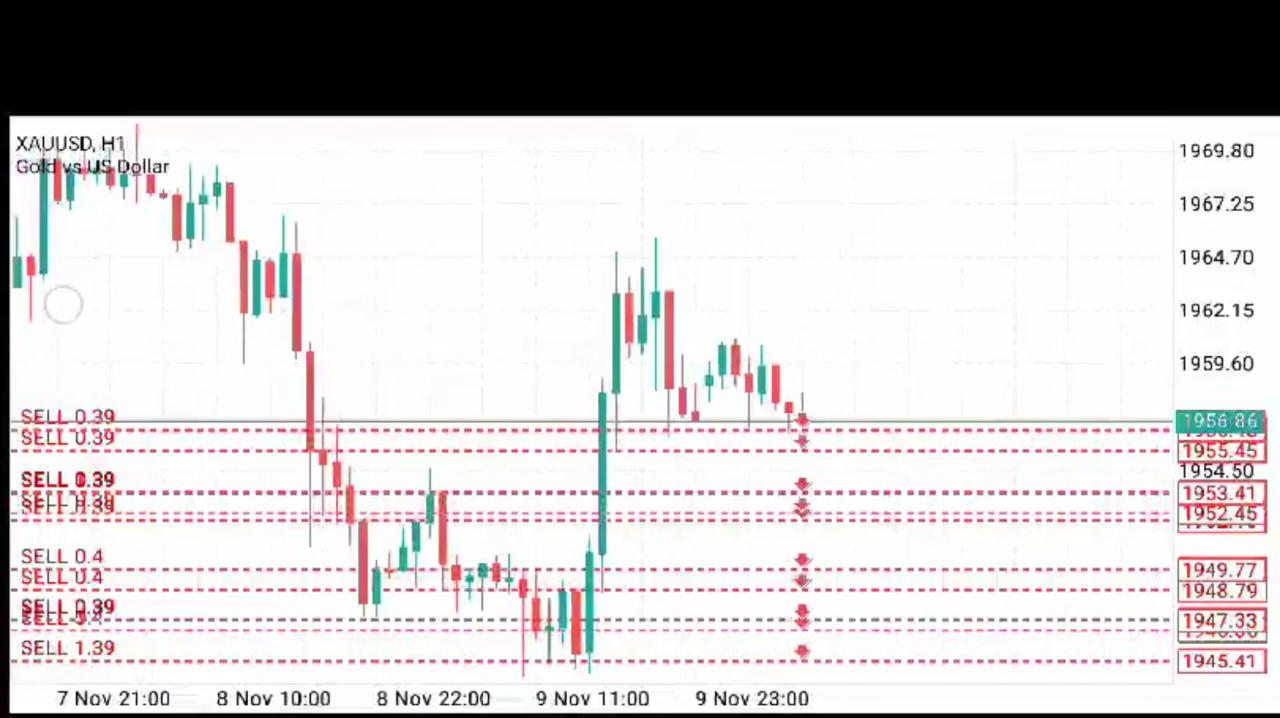 XAUUSD, H1
Gold vs US Dollar
1969.80
1967.25
1964.70
1962.15
1959.60
SELL 0.39
1956.86
SELL 0.39
1955.45
1954.50
SELL 0.39
1953.41
SELL 0.39
1952.45
SELL 0.4
1949.77
SELL 0.4
1948.79
SELL 0.39
1947.33
SELL 1.39
1945.41
7 Nov 21:00 8 Nov 10:00 8 Nov 22:00 9 Nov 11:00 9 Nov 23:00